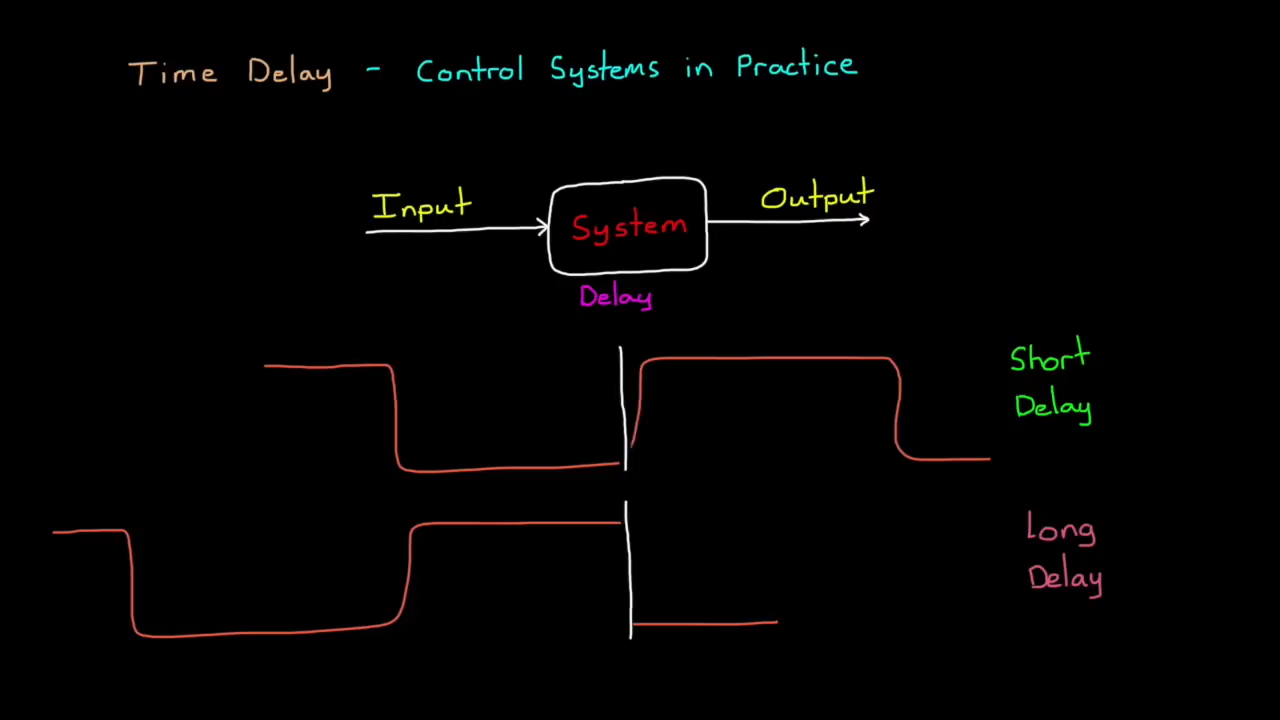 Time Delay - Control Systems in Practice
Input
System
Output
Delay
Short
Delay
Long
Delay